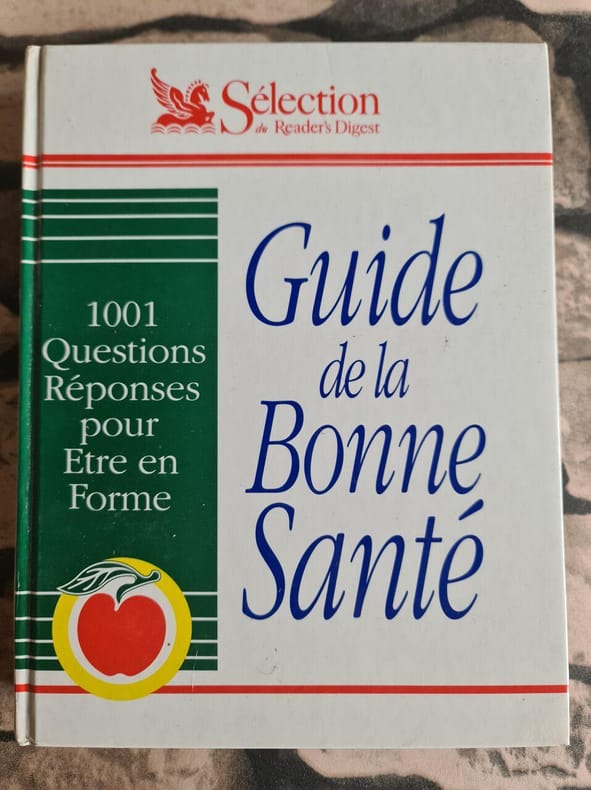 Sélection
du Reader's Digest
1001
Questions
Réponses
pour
Etre en
Forme
Guide
de la
Bonne
Santé